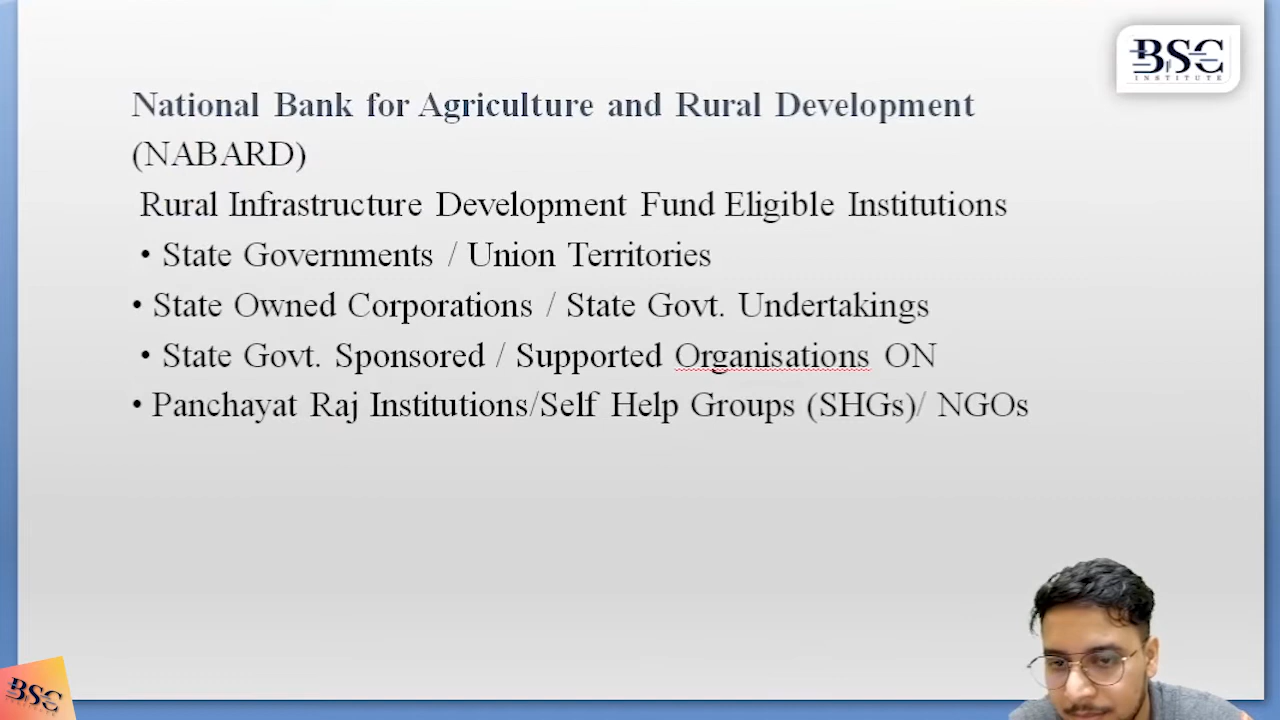 BSC
INSTITUTE
National Bank for Agriculture and Rural Development
(NABARD)
Rural Infrastructure Development Fund Eligible Institutions
• State Governments / Union Territories
• State Owned Corporations / State Govt. Undertakings
• State Govt. Sponsored / Supported Organisations ON
• Panchayat Raj Institutions/Self Help Groups (SHGs)/ NGOs
BSC